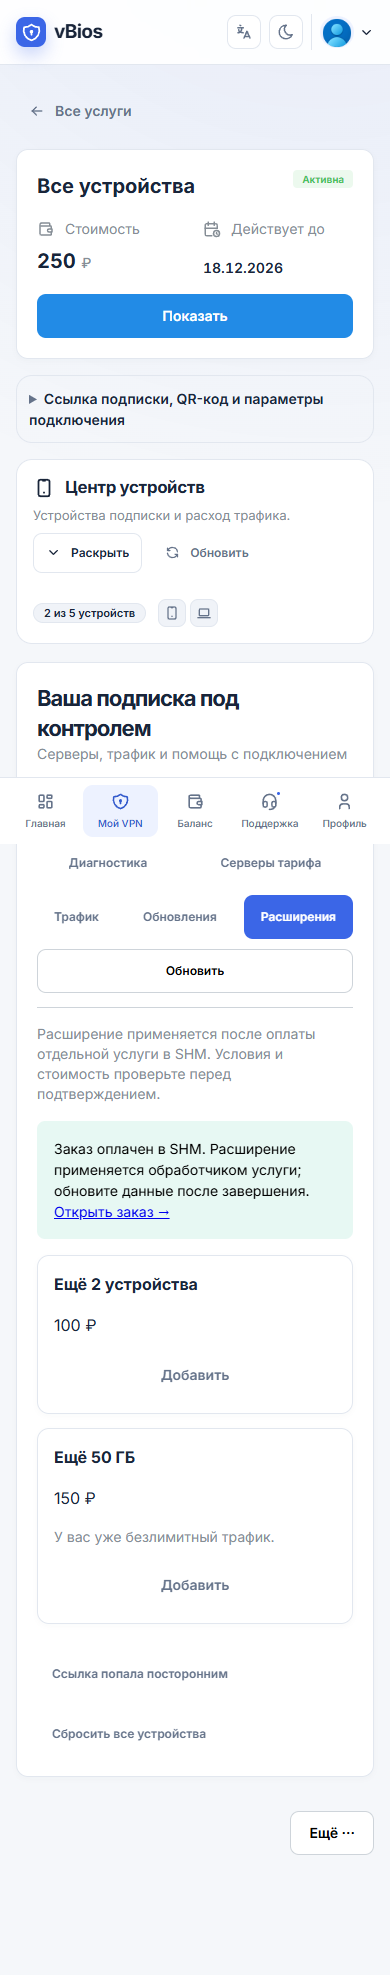 vBios
Все услуги
Все устройства
Активна
Стоимость
Действует до
250 ₽
18.12.2026
Показать
Ссылка подписки, QR-код и параметры
подключения
Центр устройств
Устройства подписки и расход трафика.
Раскрыть
Обновить
2 из 5 устройств
Ваша подписка под
контролем
Серверы, трафик и помощь с подключением
Главная
Мой VPN
Баланс
Поддержка
Профиль
Диагностика
Серверы тарифа
Трафик
Обновления
Расширения
Обновить
Расширение применяется после оплаты
отдельной услуги в SHM. Условия и
стоимость проверьте перед
подтверждением.
Заказ оплачен в SHM. Расширение
применяется обработчиком услуги;
обновите данные после завершения.
Открыть заказ →
Ещё 2 устройства
100 ₽
Добавить
Ещё 50 ГБ
150 ₽
У вас уже безлимитный трафик.
Добавить
Ссылка попала посторонним
Сбросить все устройства
Ещё ···